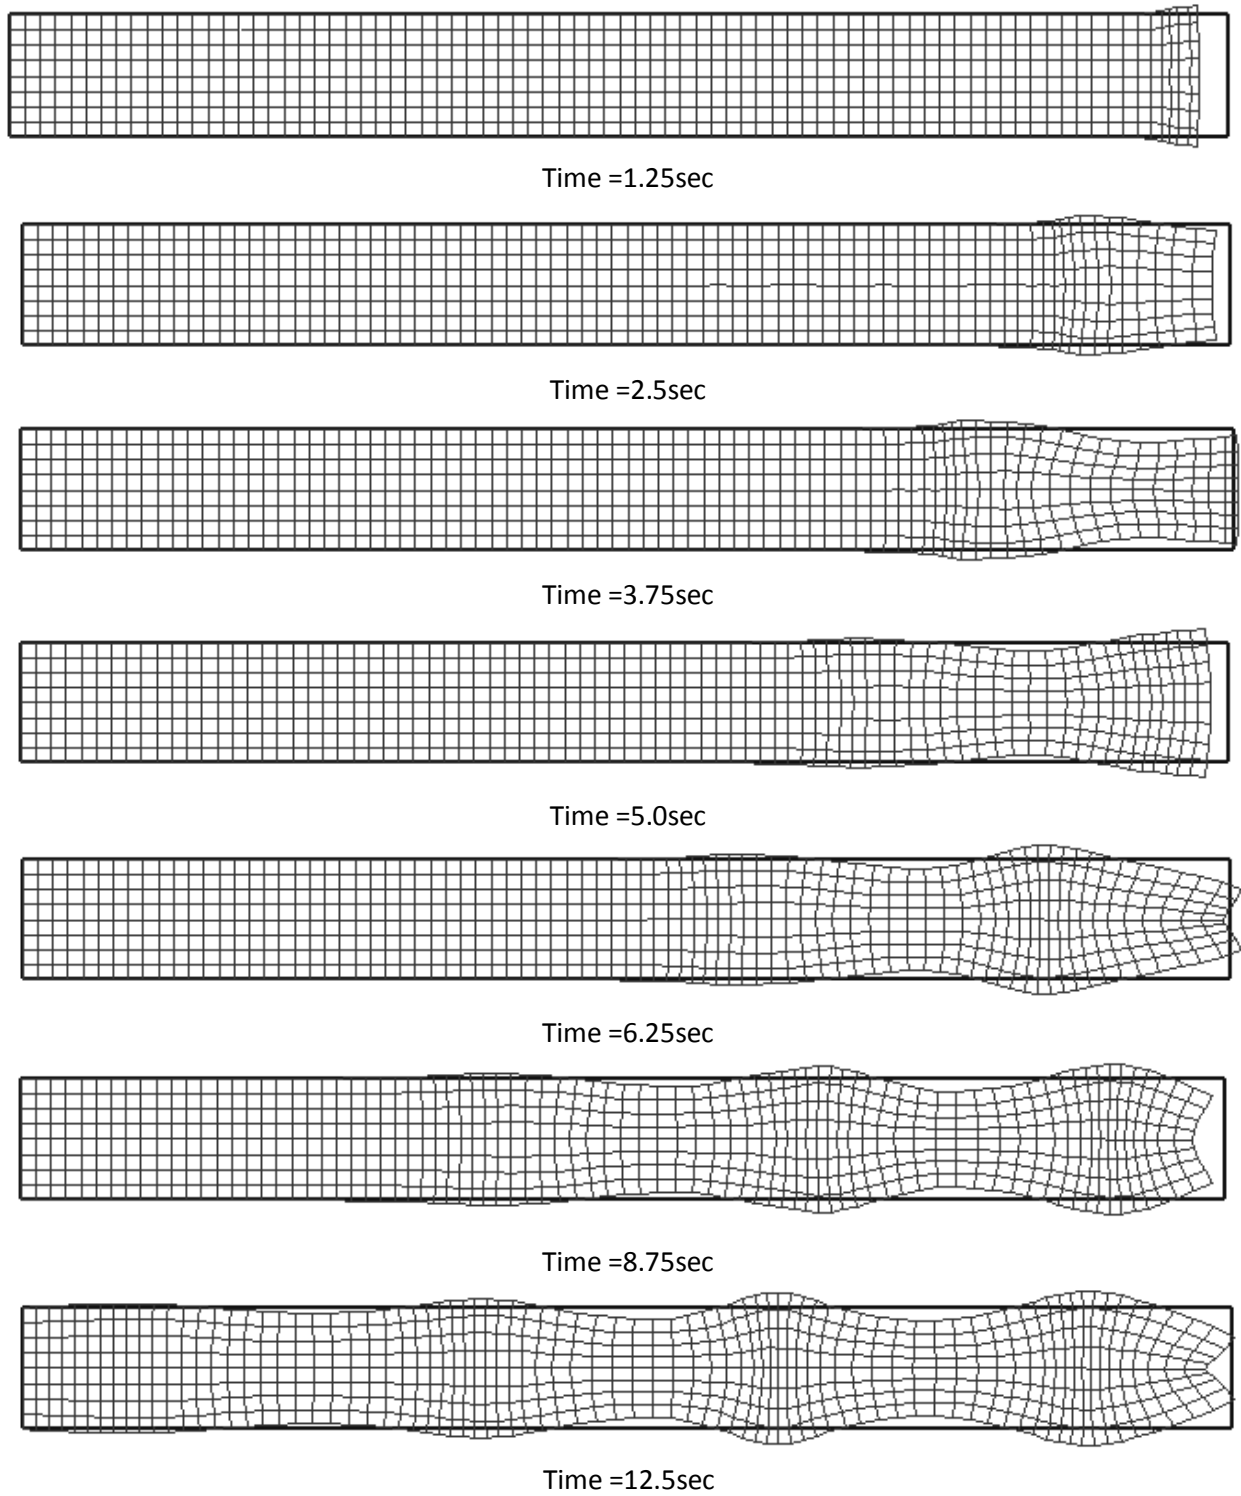 Time =1.25sec
Time =2.5sec
Time =3.75sec
Time =5.0sec
Time =6.25sec
Time =8.75sec
Time =12.5sec